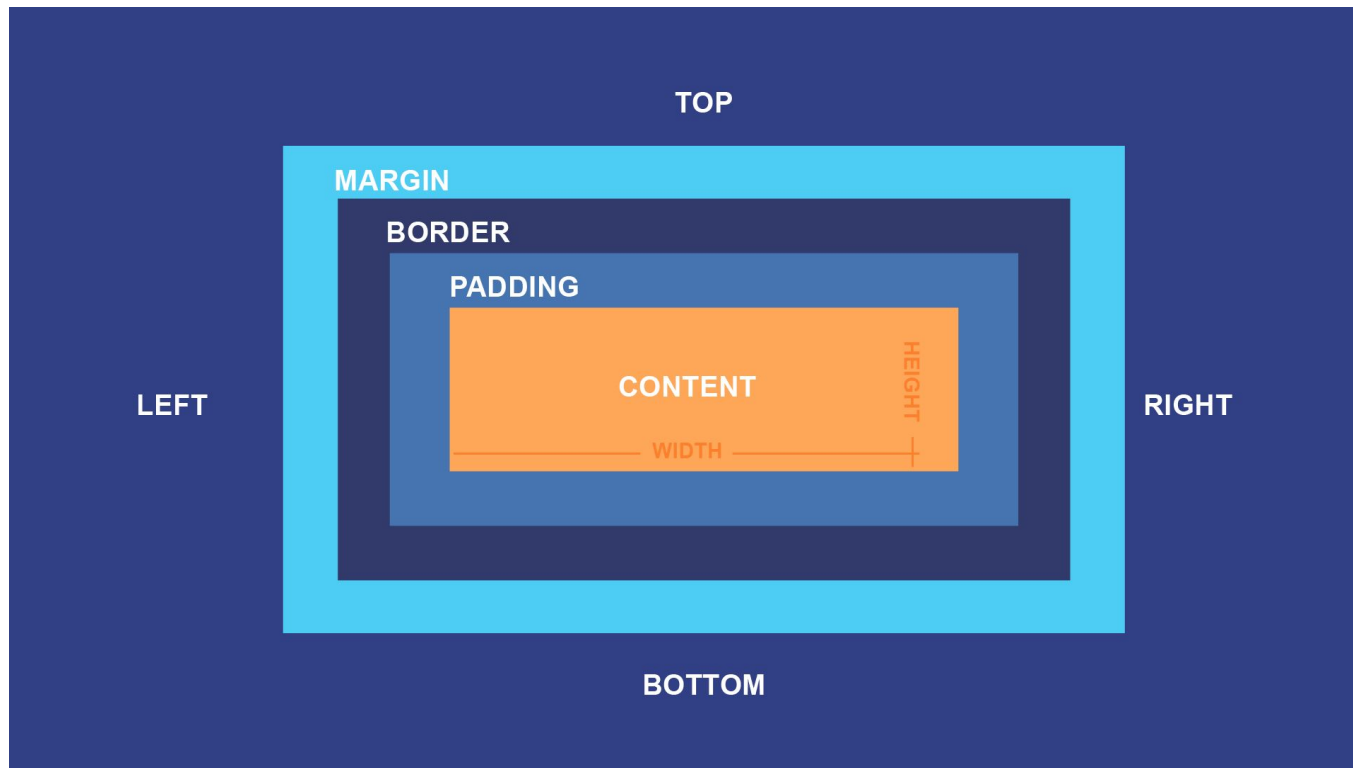 TOP
MARGIN
BORDER
PADDING
HEIGHT
CONTENT
LEFT
RIGHT
WIDTH
BOTTOM